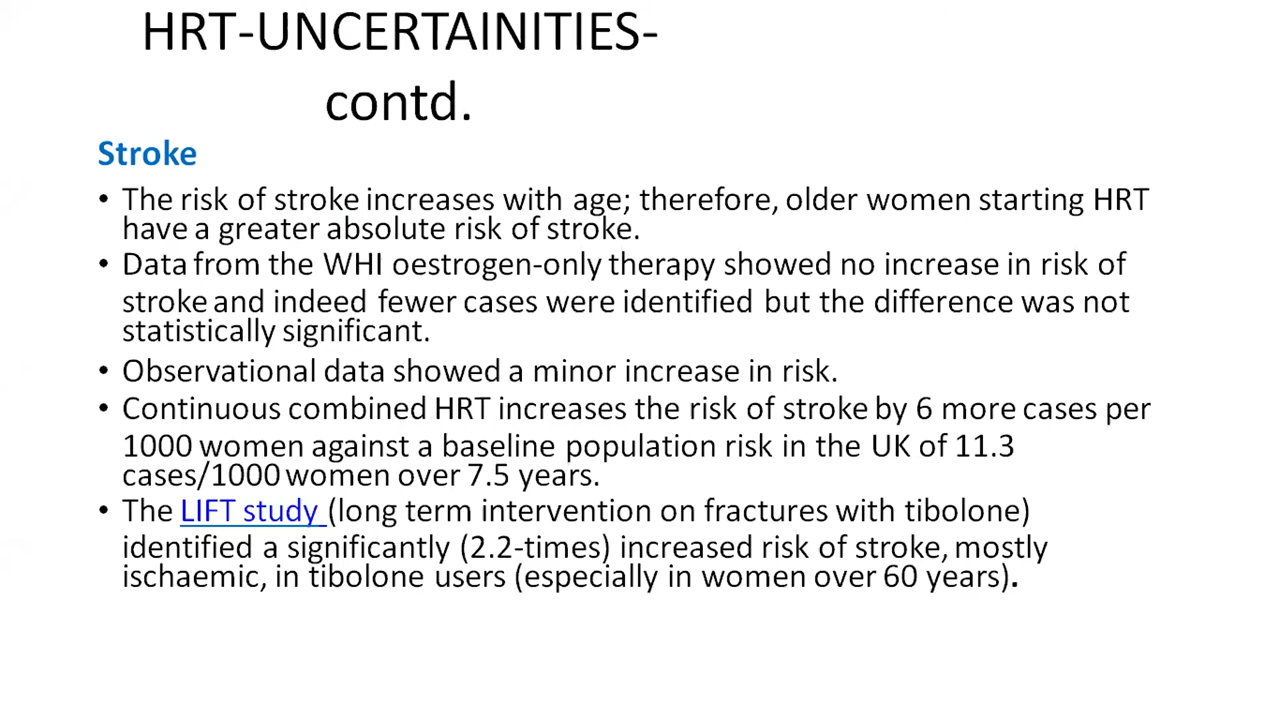 HRT-UNCERTAINITIES-
contd.
Stroke
• The risk of stroke increases with age; therefore, older women starting HRT
have a greater absolute risk of stroke.
• Data from the WHI oestrogen-only therapy showed no increase in risk of
stroke and indeed fewer cases were identified but the difference was not
statistically significant.
• Observational data showed a minor increase in risk.
• Continuous combined HRT increases the risk of stroke by 6 more cases per
1000 women against a baseline population risk in the UK of 11.3
cases/1000 women over 7.5 years.
• The LIFT study (long term intervention on fractures with tibolone)
identified a significantly (2.2-times) increased risk of stroke, mostly
ischaemic, in tibolone users (especially in women over 60 years).